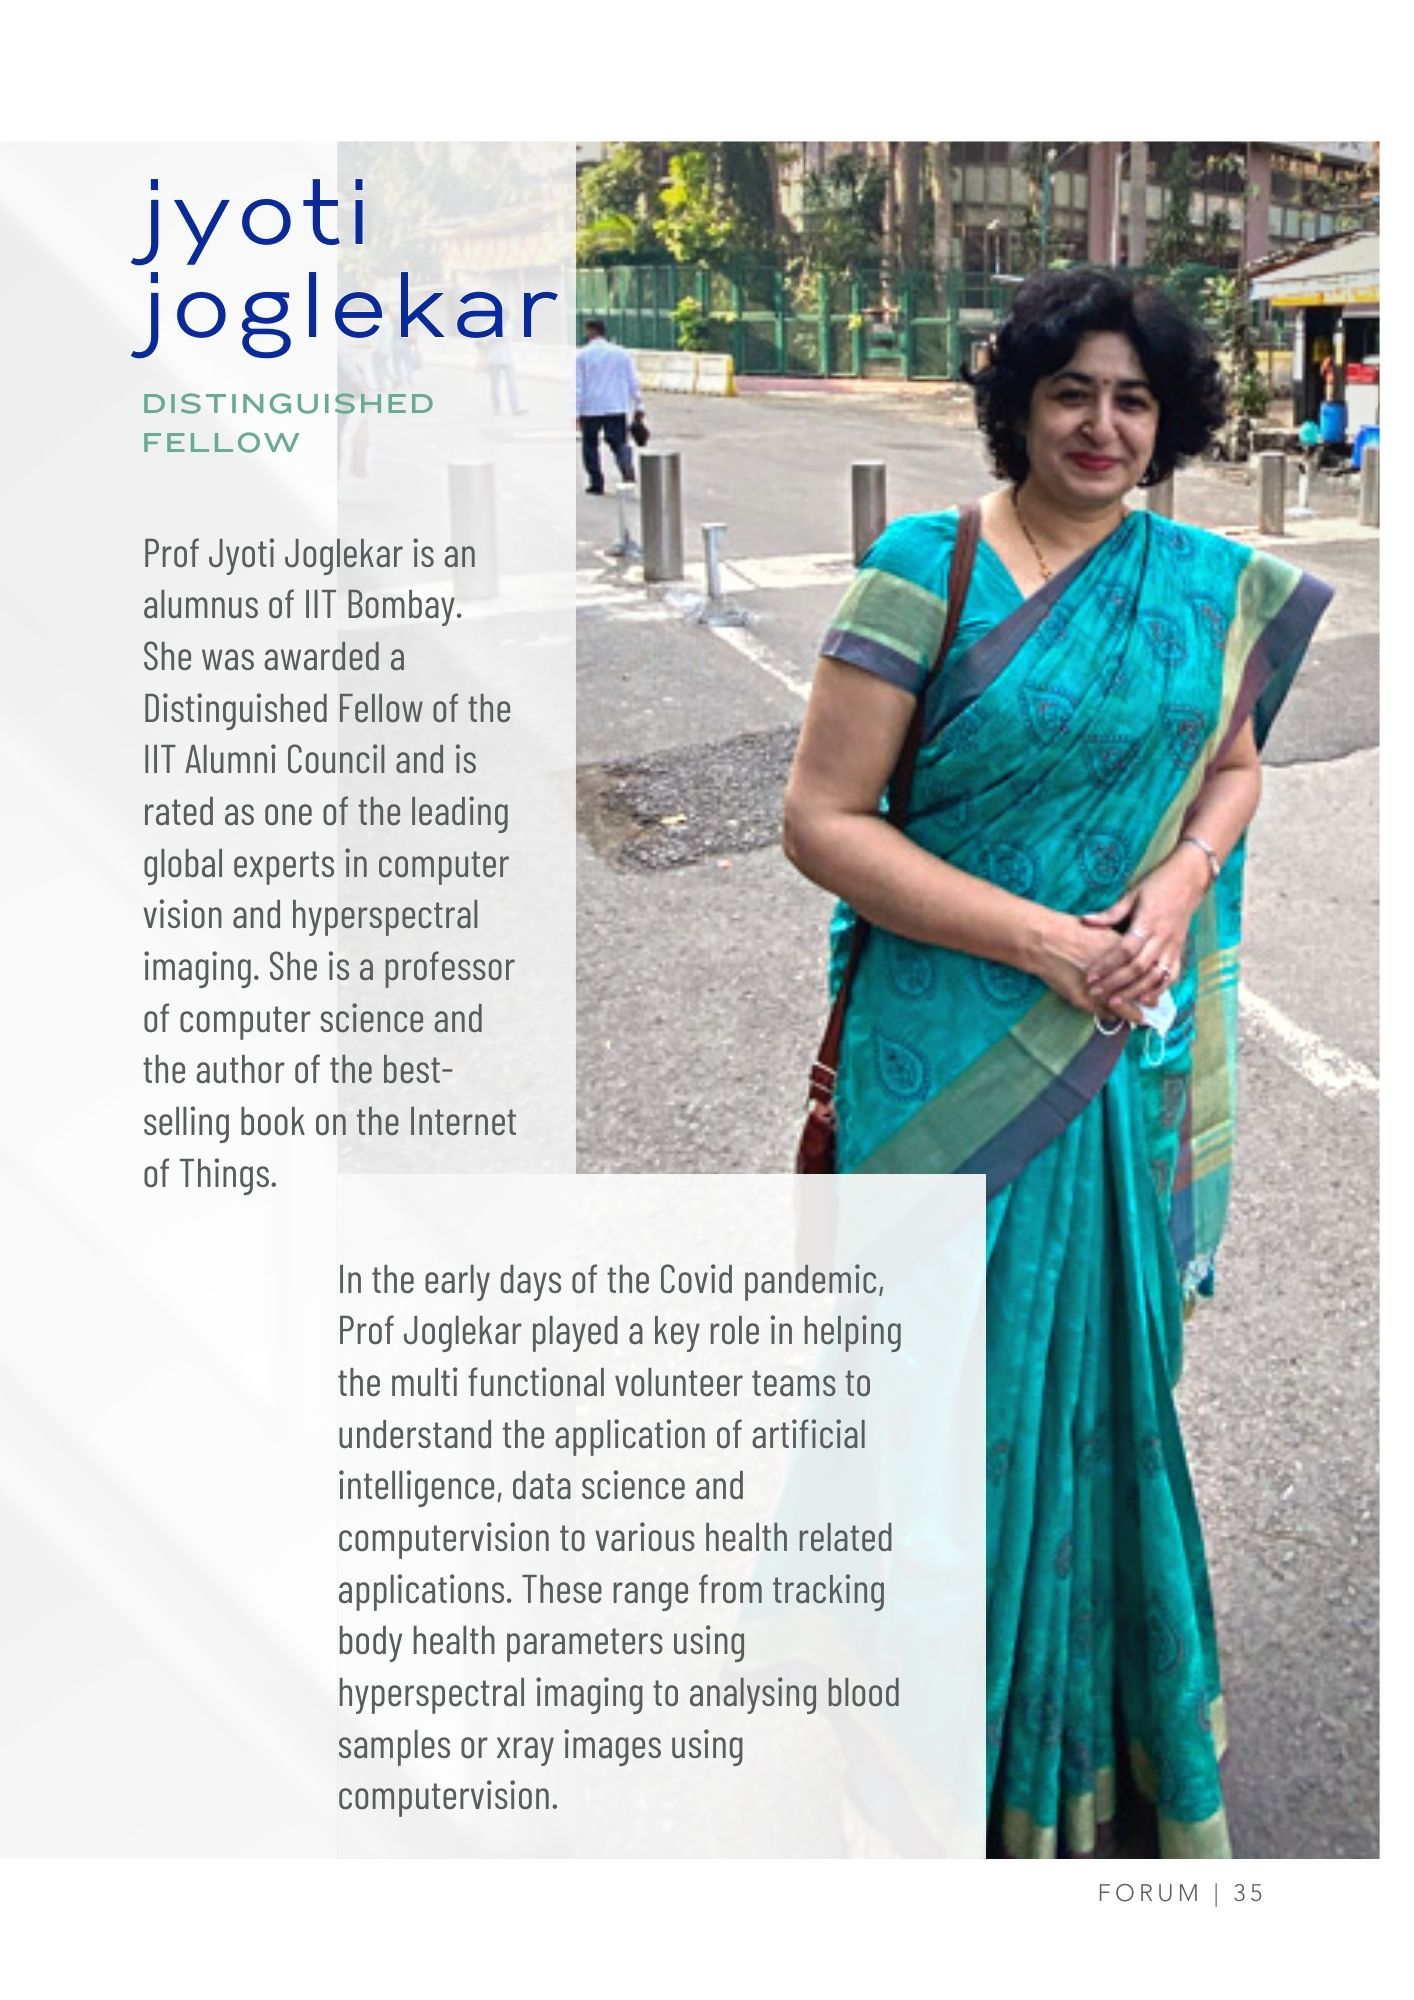 jyoti
joglekar
DISTINGUISHED
FELLOW
Prof Jyoti Joglekar is an
alumnus of IIT Bombay.
She was awarded a
Distinguished Fellow of the
IIT Alumni Council and is
rated as one of the leading
global experts in computer
vision and hyperspectral
imaging. She is a professor
of computer science and
the author of the best-
selling book on the Internet
of Things.
In the early days of the Covid pandemic,
Prof Joglekar played a key role in helping
the multi functional volunteer teams to
understand the application of artificial
intelligence, data science and
computervision to various health related
applications. These range from tracking
body health parameters using
hyperspectral imaging to analysing blood
samples or xray images using
computervision.
FORUM | 35